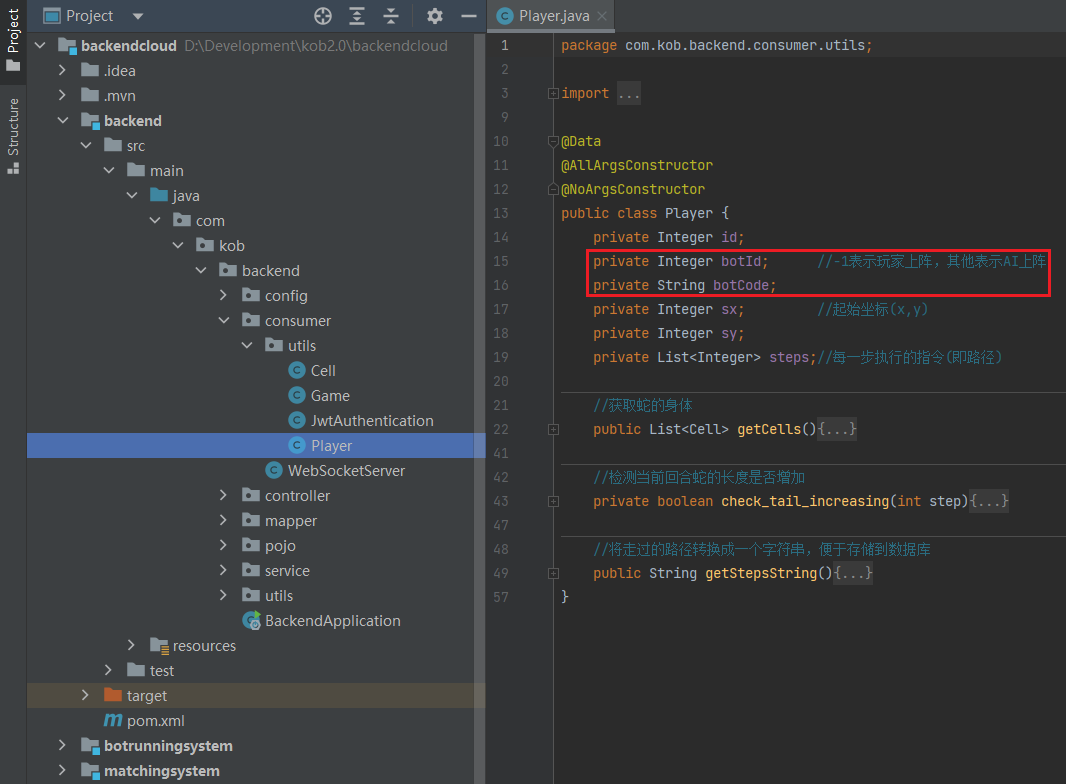 Project
Structure
Project
backendcloud D:\Development\kob2.0\backendcloud
.idea
.mvn
backend
src
main
java
com
kob
backend
config
consumer
utils
Cell
Game
JwtAuthentication
Player
WebSocketServer
controller
mapper
pojo
service
utils
BackendApplication
resources
test
target
pom.xml
botrunningsystem
matchingsystem
Player.java
1 package com.kob.backend.consumer.utils;
2
3 import ...
9
10 @Data
11 @AllArgsConstructor
12 @NoArgsConstructor
13 public class Player {
14 private Integer id;
15 private Integer botId; //-1表示玩家上阵，其他表示AI上阵
16 private String botCode;
17 private Integer sx; //起始坐标(x,y)
18 private Integer sy;
19 private List<Integer> steps;//每一步执行的指令(即路径)
20
21 //获取蛇的身体
22 public List<Cell> getCells(){...}
41
42 //检测当前回合蛇的长度是否增加
43 private boolean check_tail_increasing(int step){...}
47
48 //将走过的路径转换成一个字符串，便于存储到数据库
49 public String getStepsString(){...}
57 }